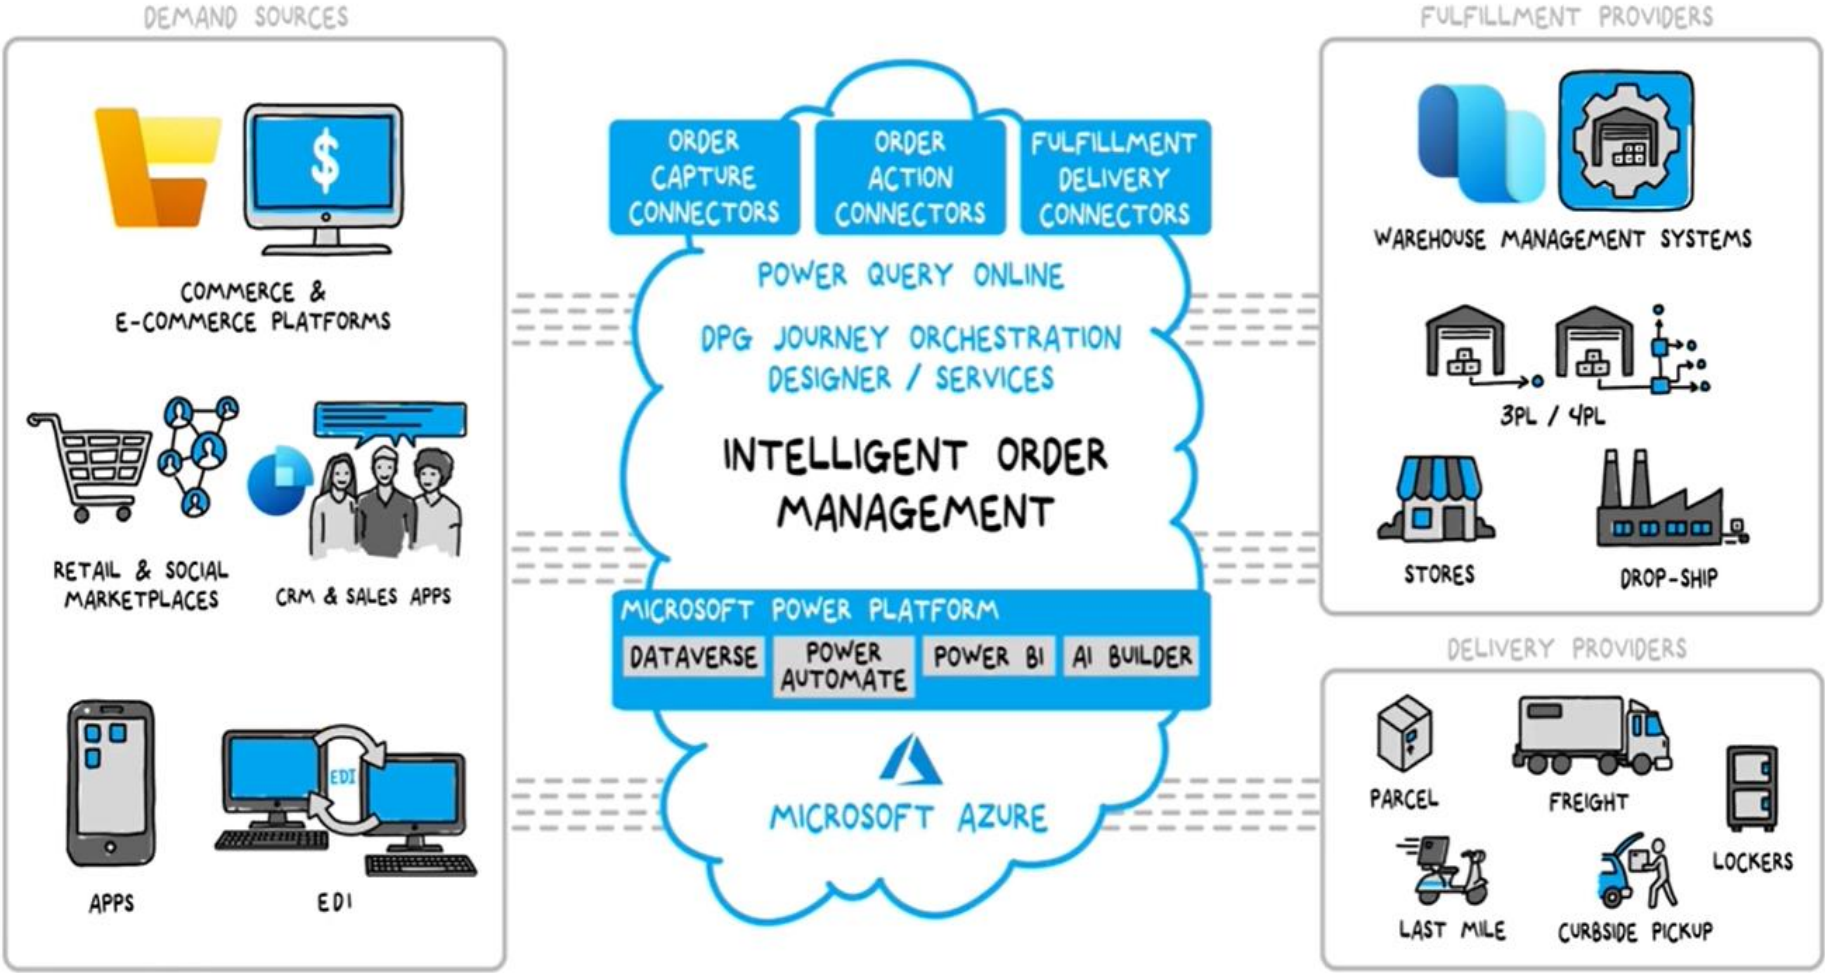 DEMAND SOURCES
COMMERCE &
E-COMMERCE PLATFORMS
RETAIL & SOCIAL
MARKETPLACES
CRM & SALES APPS
APPS
EDI
EDI
ORDER
CAPTURE
CONNECTORS
ORDER
ACTION
CONNECTORS
FULFILLMENT
DELIVERY
CONNECTORS
POWER QUERY ONLINE
DPG JOURNEY ORCHESTRATION
DESIGNER / SERVICES
INTELLIGENT ORDER
MANAGEMENT
MICROSOFT POWER PLATFORM
DATAVERSE
POWER
AUTOMATE
POWER BI
AI BUILDER
MICROSOFT AZURE
FULFILLMENT PROVIDERS
WAREHOUSE MANAGEMENT SYSTEMS
3PL / 4PL
STORES
DROP-SHIP
DELIVERY PROVIDERS
PARCEL
FREIGHT
LOCKERS
LAST MILE
CURBSIDE PICKUP